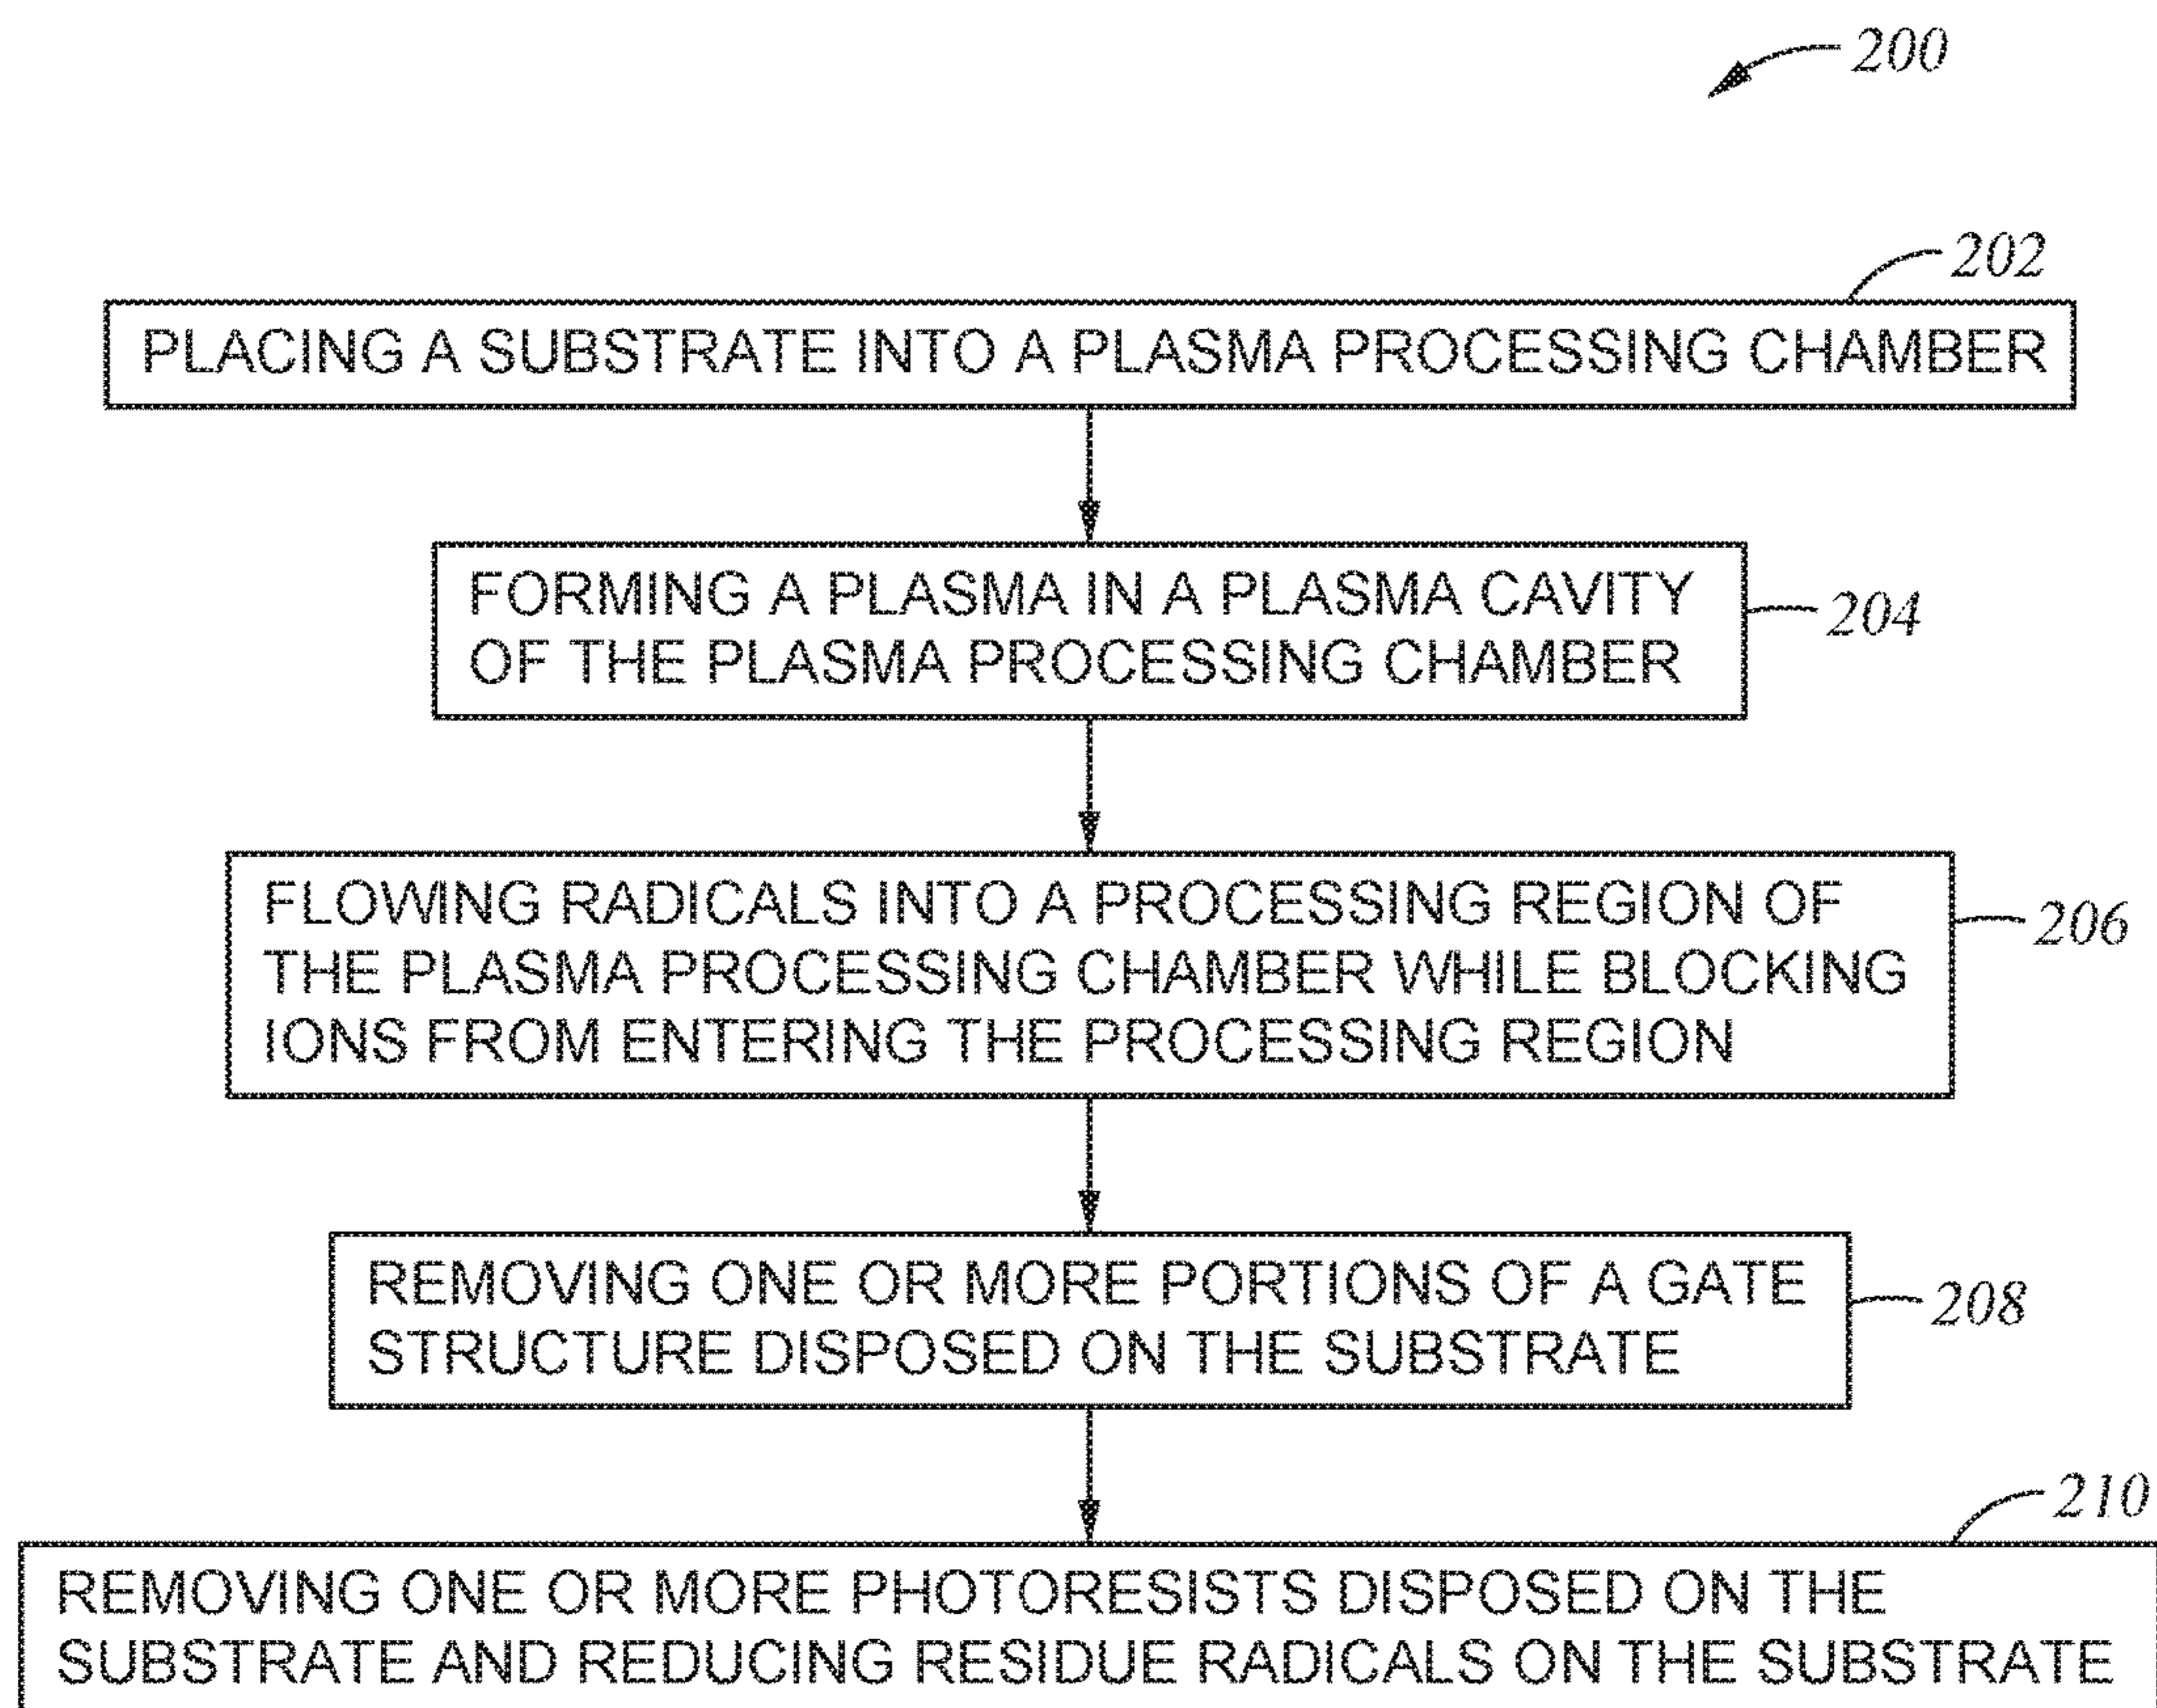 200
202
PLACING A SUBSTRATE INTO A PLASMA PROCESSING CHAMBER
FORMING A PLASMA IN A PLASMA CAVITY
OF THE PLASMA PROCESSING CHAMBER
204
FLOWING RADICALS INTO A PROCESSING REGION OF
THE PLASMA PROCESSING CHAMBER WHILE BLOCKING
IONS FROM ENTERING THE PROCESSING REGION
206
REMOVING ONE OR MORE PORTIONS OF A GATE
STRUCTURE DISPOSED ON THE SUBSTRATE
208
210
REMOVING ONE OR MORE PHOTORESISTS DISPOSED ON THE
SUBSTRATE AND REDUCING RESIDUE RADICALS ON THE SUBSTRATE